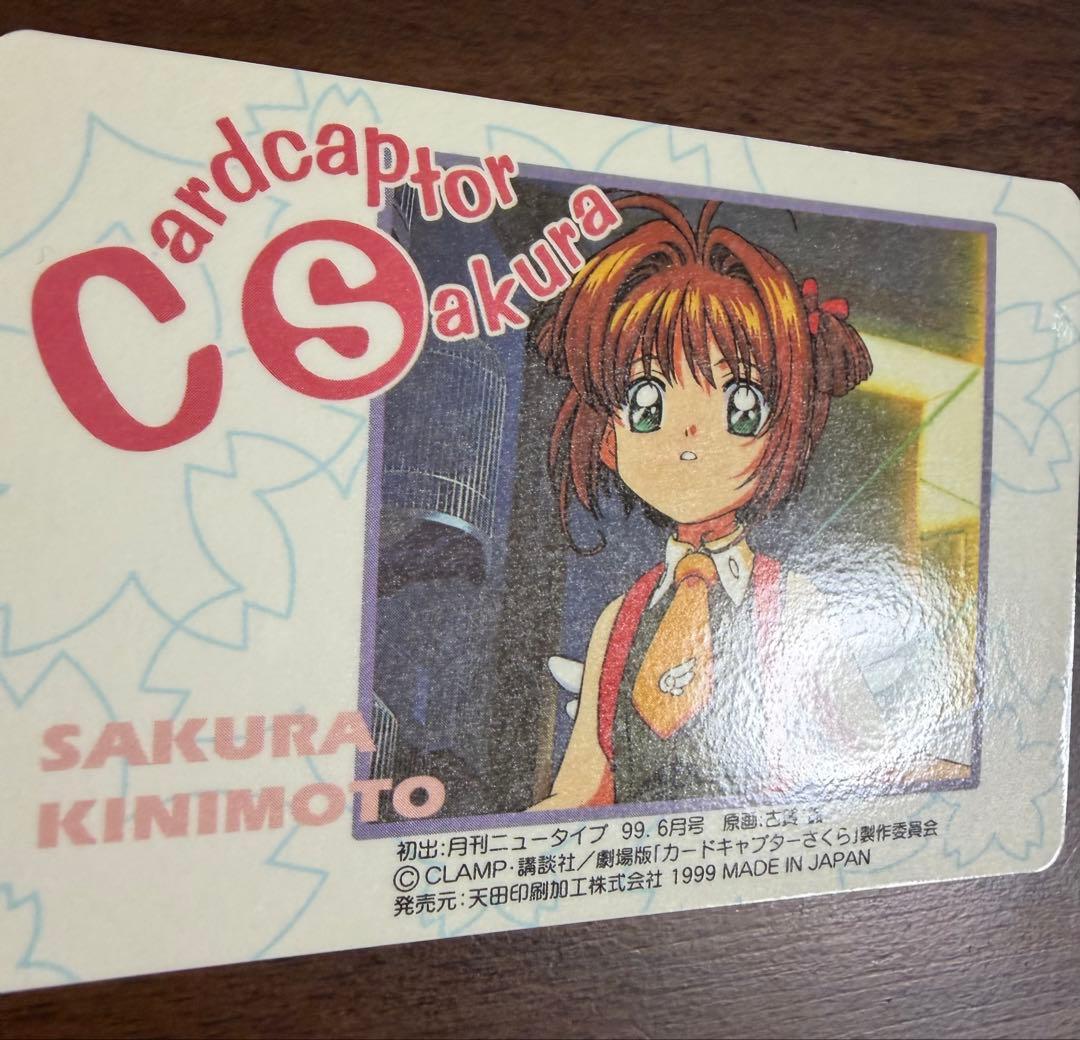 Cardcaptor
Sakura
SAKURA
KINIMOTO
初出:月刊ニュータイプ 99.6月号 原画:古賀
©CLAMP・講談社／劇場版「カードキャプターさくら」製作委員会
発売元:天田印刷加工株式会社 1999 MADE IN JAPAN